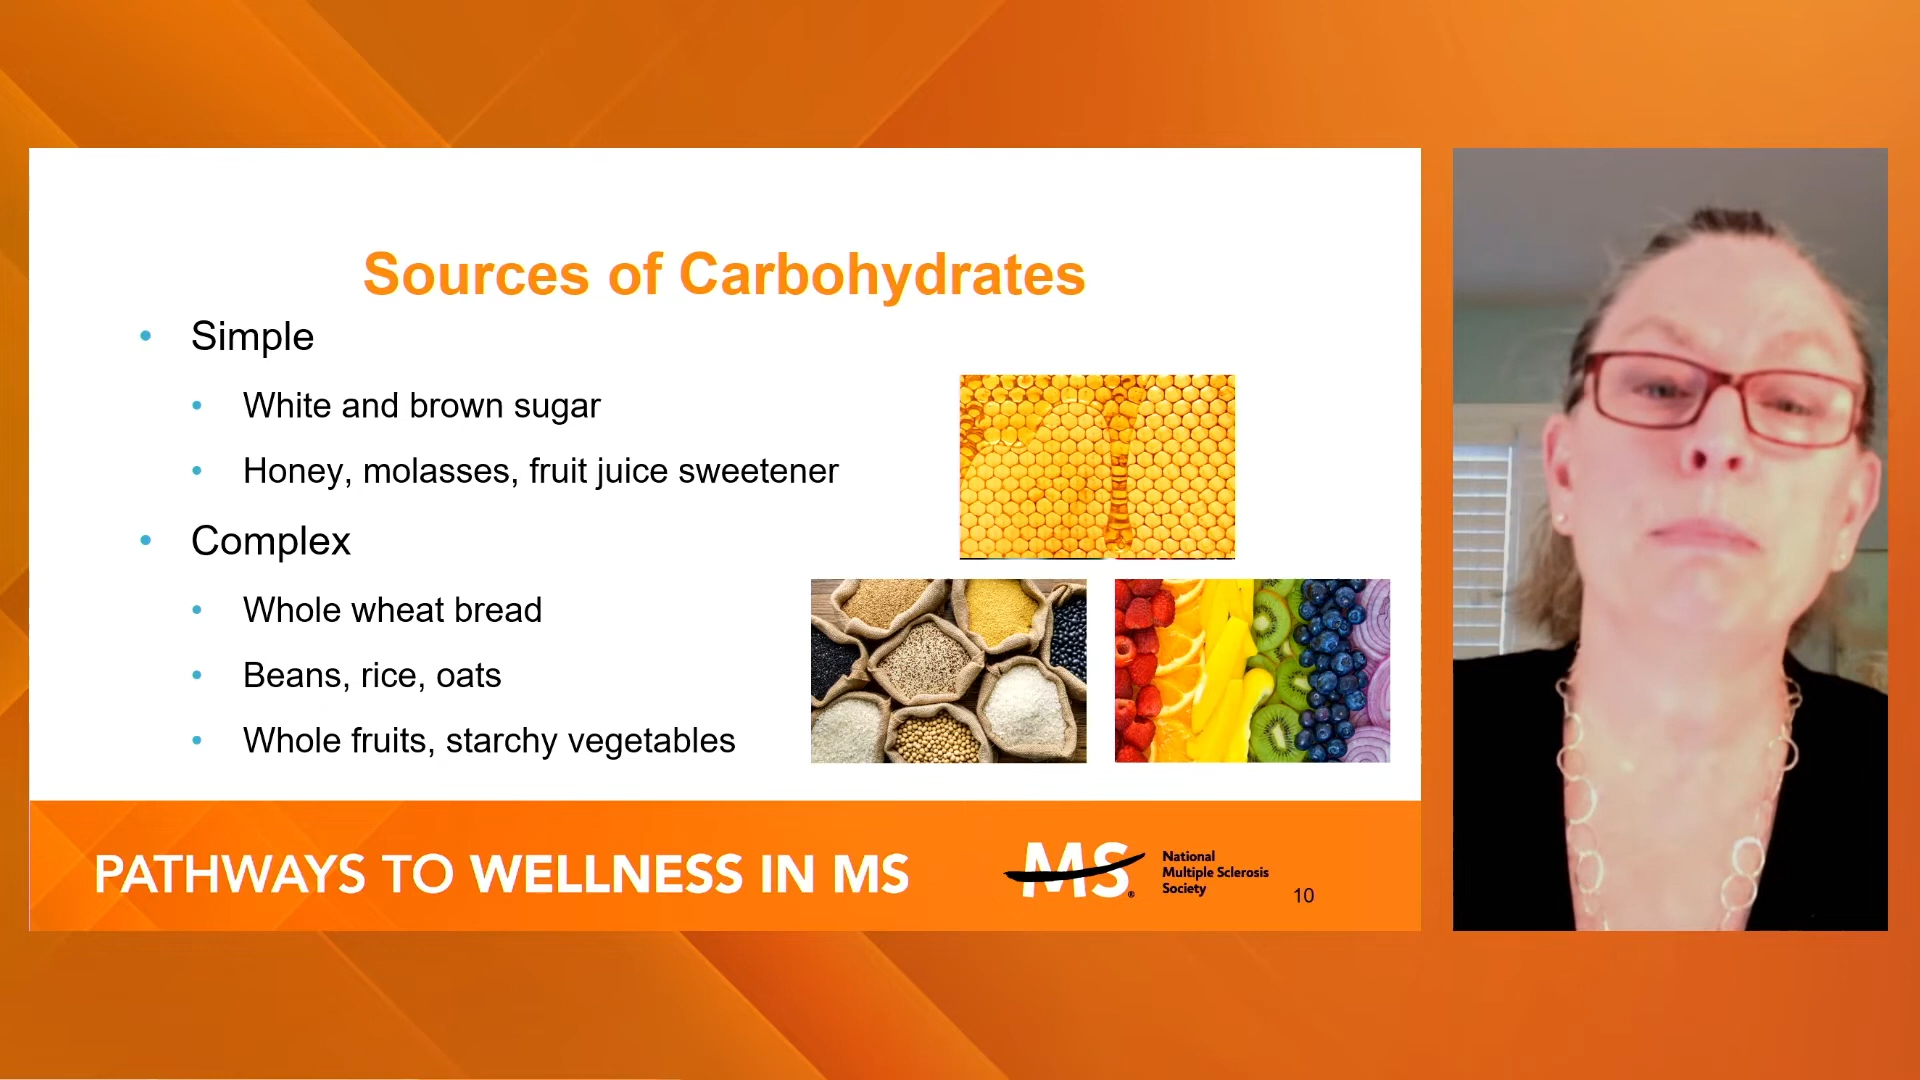 Sources of Carbohydrates
• Simple
• White and brown sugar
• Honey, molasses, fruit juice sweetener
• Complex
• Whole wheat bread
• Beans, rice, oats
• Whole fruits, starchy vegetables
PATHWAYS TO WELLNESS IN MS
MS®
National
Multiple Sclerosis
Society
10